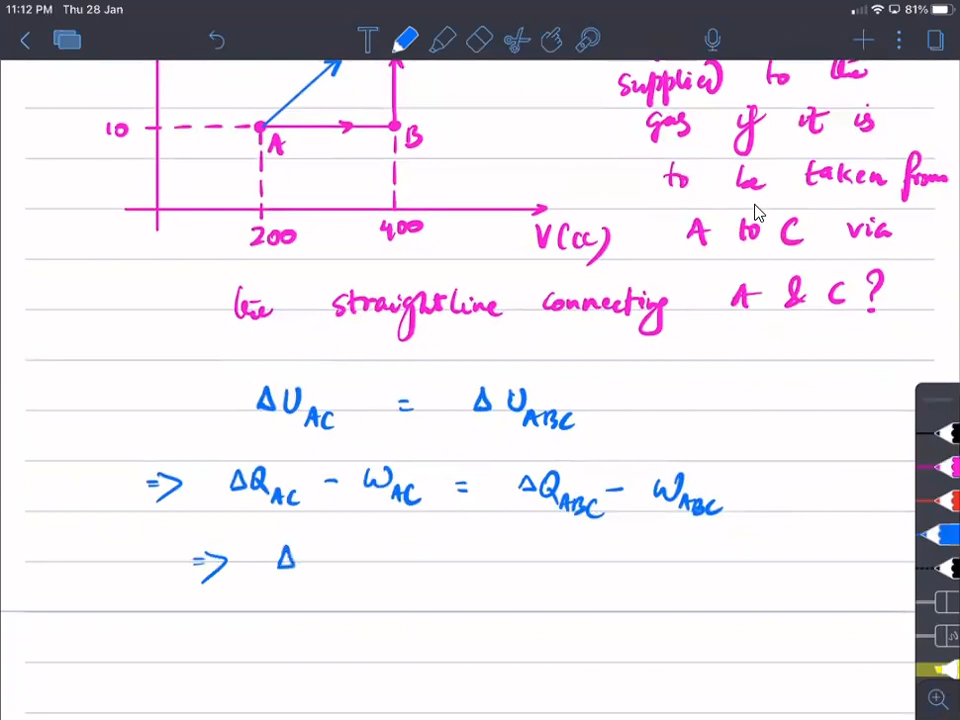 11:12 PM Thu 28 Jan
81%
T
supplied to the
10
A
B
gas if it is
to be taken from
200
400
V(cc)
A to C via
the straightline connecting A & C ?
ΔU_AC = ΔU_ABC
=> ΔQ_AC - W_AC = ΔQ_ABC - W_ABC
=> Δ